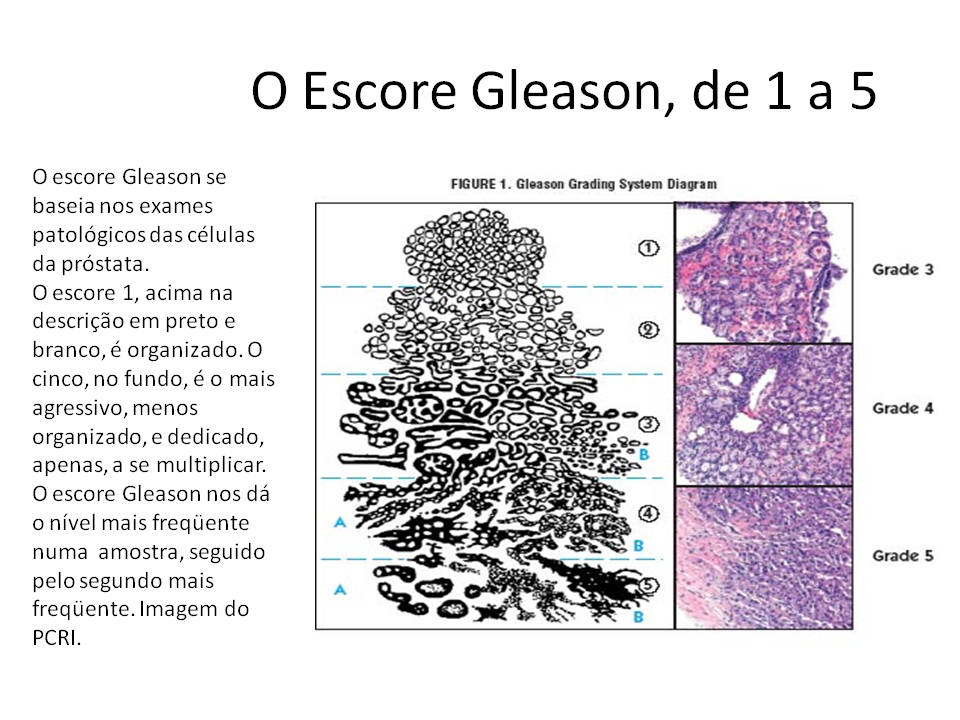 O Escore Gleason, de 1 a 5
O escore Gleason se
baseia nos exames
patológicos das células
da próstata.
O escore 1, acima na
descrição em preto e
branco, é organizado. O
cinco, no fundo, é o mais
agressivo, menos
organizado, e dedicado,
apenas, a se multiplicar.
O escore Gleason nos dá
o nível mais freqüente
numa  amostra, seguido
pelo segundo mais
freqüente. Imagem do
PCRI.
FIGURE 1. Gleason Grading System Diagram
1
Grade 3
2
3
B
Grade 4
A
4
B
A
5
B
Grade 5